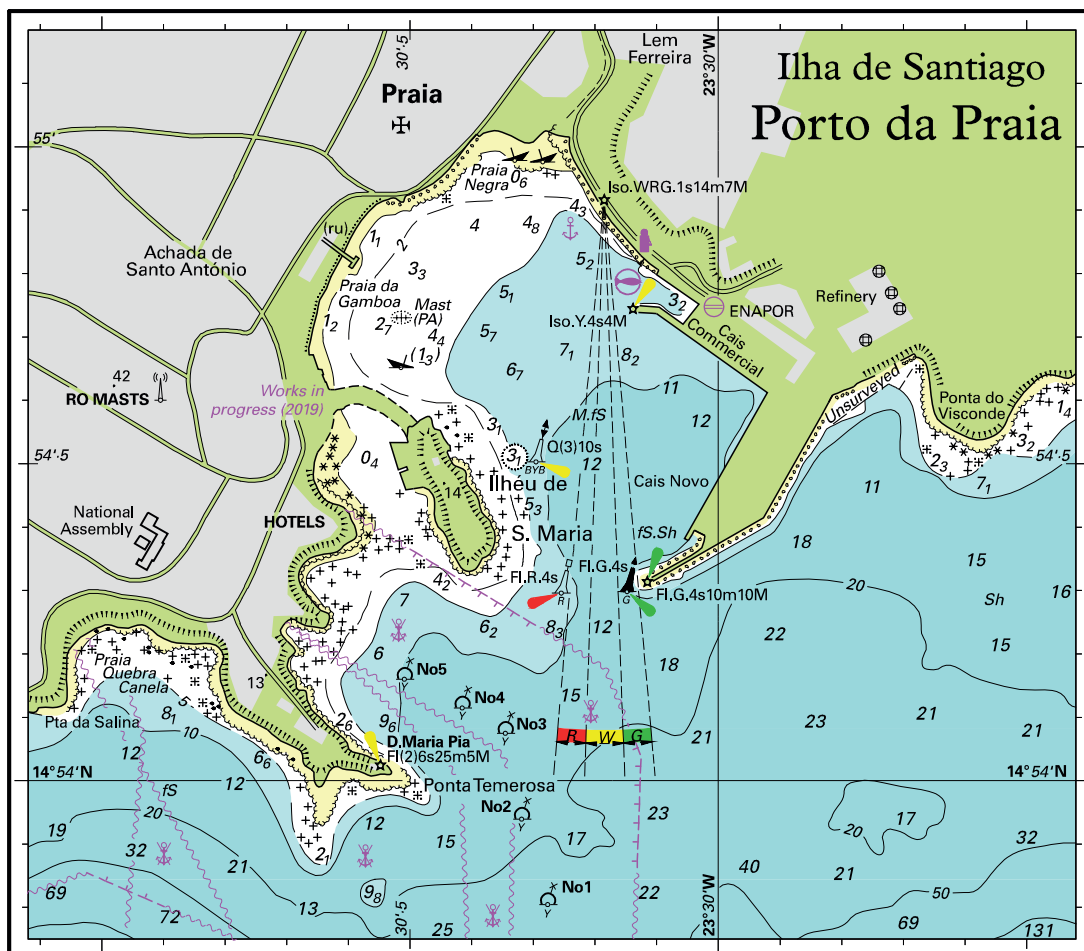 30'·5
23°30'W
Lem
Ferreira
Ilha de Santiago
Porto da Praia
Praia
55'
Praia
Negra
0₆
Iso.WRG.1s14m7M
4₃
4
4₈
(ru)
1₁
2
3₃
5₂
Achada de
Santo António
Praia da
Gamboa
5₁
3₂
ENAPOR
Refinery
Mast
(PA)
1₂
2₇
4₄
5₇
Iso.Y.4s4M
Cais
Commercial
7₁
8₂
(1₃)
6₇
42
RO MASTS
Works in
progress (2019)
11
Unsurveyed
Ponta do
Visconde
1₄
M.fS
12
3₁
Q(3)10s
3₂
54'·5
0₄
3₁
BYB
12
2₃
7₁
54'·5
14
Ilhéu de
Cais Novo
11
5₃
National
Assembly
HOTELS
S. Maria
fS.Sh
18
15
Fl.R.4s
Fl.G.4s
4₂
R
G
Fl.G.4s10m10M
20
16
Sh
7
6₂
8₃
12
22
6
15
18
No5
13
Praia
Quebra
Canela
No4
15
5
Pta da Salina
8₁
10
2₆
9₆
No3
23
21
21
R
W
G
21
12
6₆
D.Maria Pia
Fl(2)6s25m5M
14°54'N
12
Ponta Temerosa
14°54'N
fS
20
No2
12
15
23
17
20
17
19
32
2₁
32
21
40
21
69
13
9₈
No1
22
50
72
25
69
131
30'·5
23°30'W